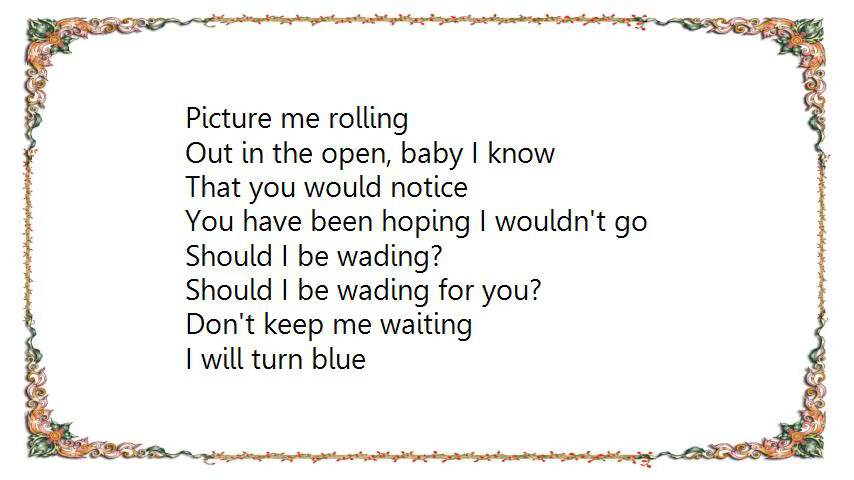 Picture me rolling
Out in the open, baby I know
That you would notice
You have been hoping I wouldn't go
Should I be wading?
Should I be wading for you?
Don't keep me waiting
I will turn blue